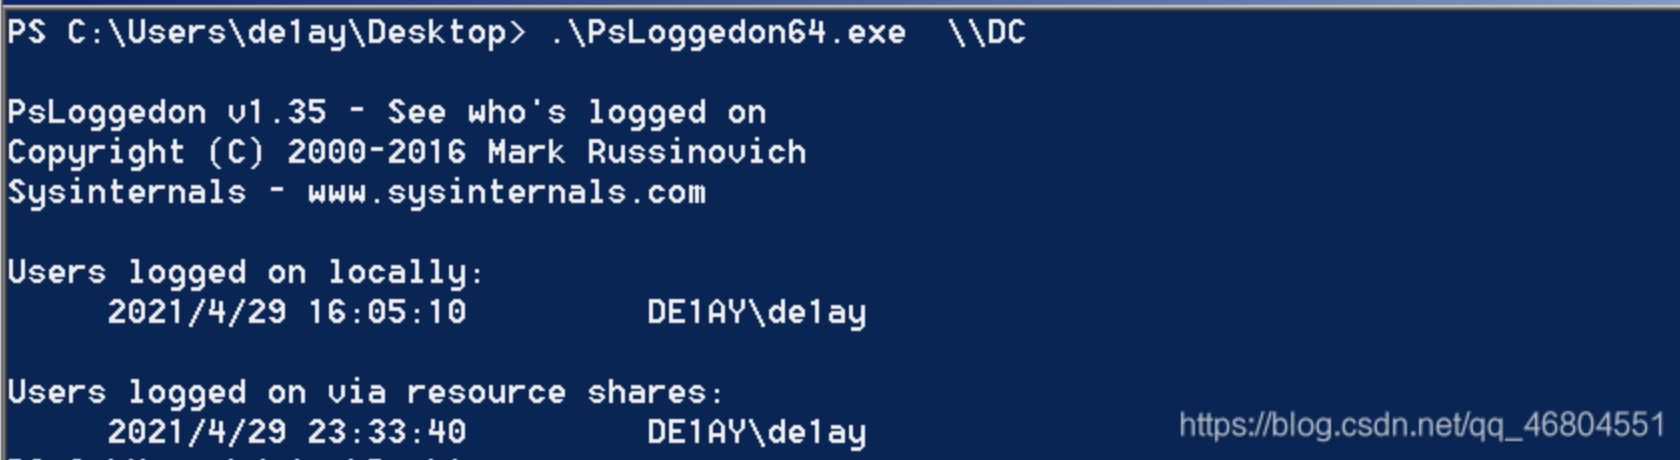 PS C:\Users\de1ay\Desktop> .\PsLoggedon64.exe  \\DC
PsLoggedon v1.35 - See who's logged on
Copyright (C) 2000-2016 Mark Russinovich
Sysinternals - www.sysinternals.com
Users logged on locally:
2021/4/29 16:05:10 DE1AY\de1ay
Users logged on via resource shares:
2021/4/29 23:33:40 DE1AY\de1ay
https://blog.csdn.net/qq_46804551